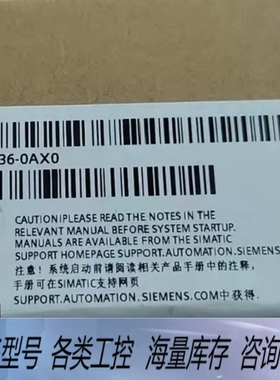 36-0AX0
CAUTION!PLEASE READ THE NOTES IN THE
RELEVANT MANUAL BEFORE SYSTEM STARTUP.
MANUALS ARE AVAILABLE FROM THE SIMATIC
SUPPORT HOMEPAGE SUPPORT.AUTOMATION.SIEMENS
注意!系统启动前请阅读相关产品手册中的注释,
手册可在SIMATIC支持网页
SUPPORT.AUTOMATION.SIEMENS.COM中获得.
型号 各类工控 海量库存 咨询